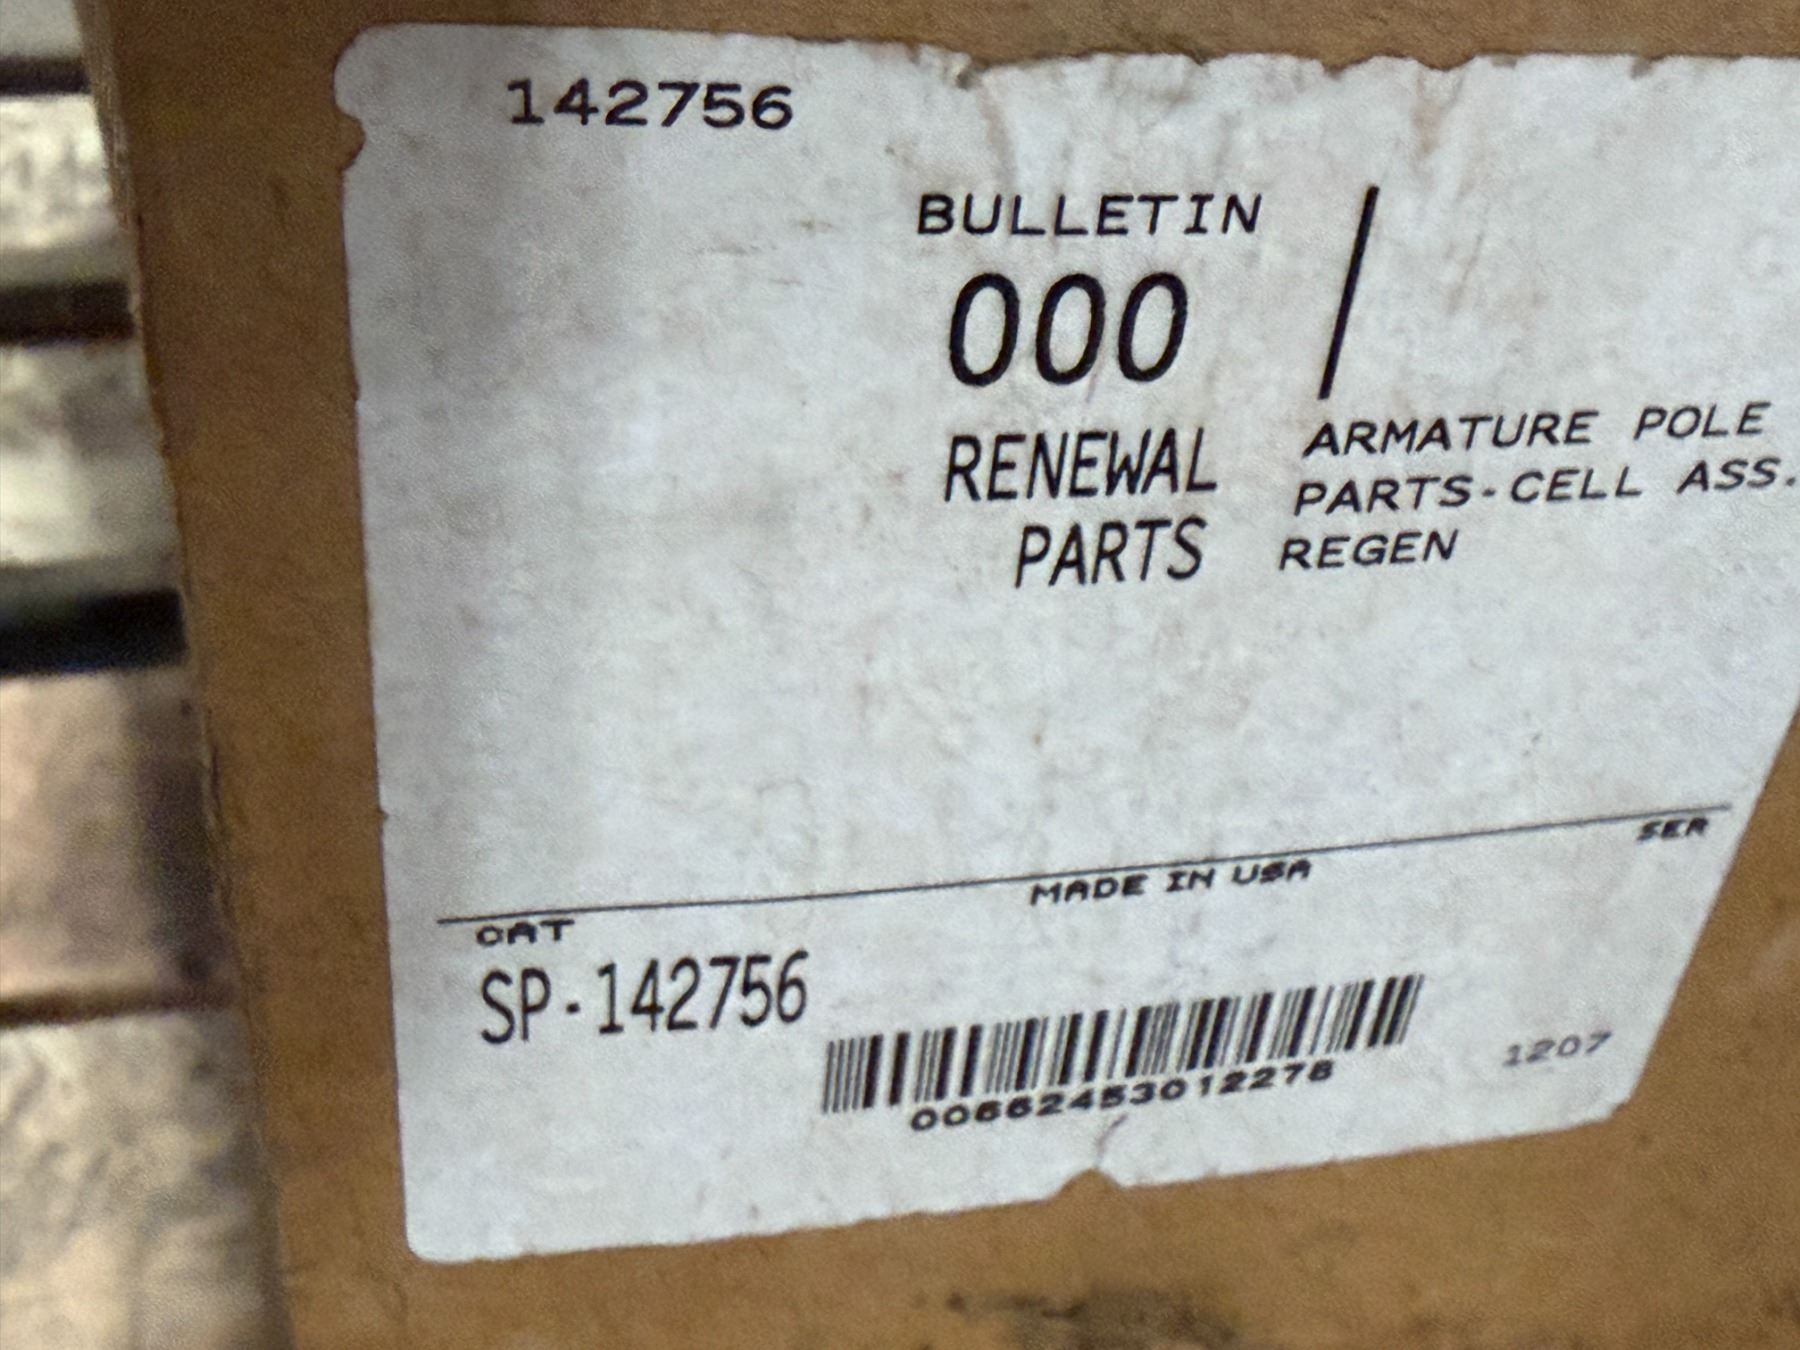 142756
BULLETIN
000 /
RENEWAL
PARTS
ARMATURE POLE
PARTS-CELL ASS.
REGEN
CAT
MADE IN USA
SER
SP-142756
00662453012278
1207